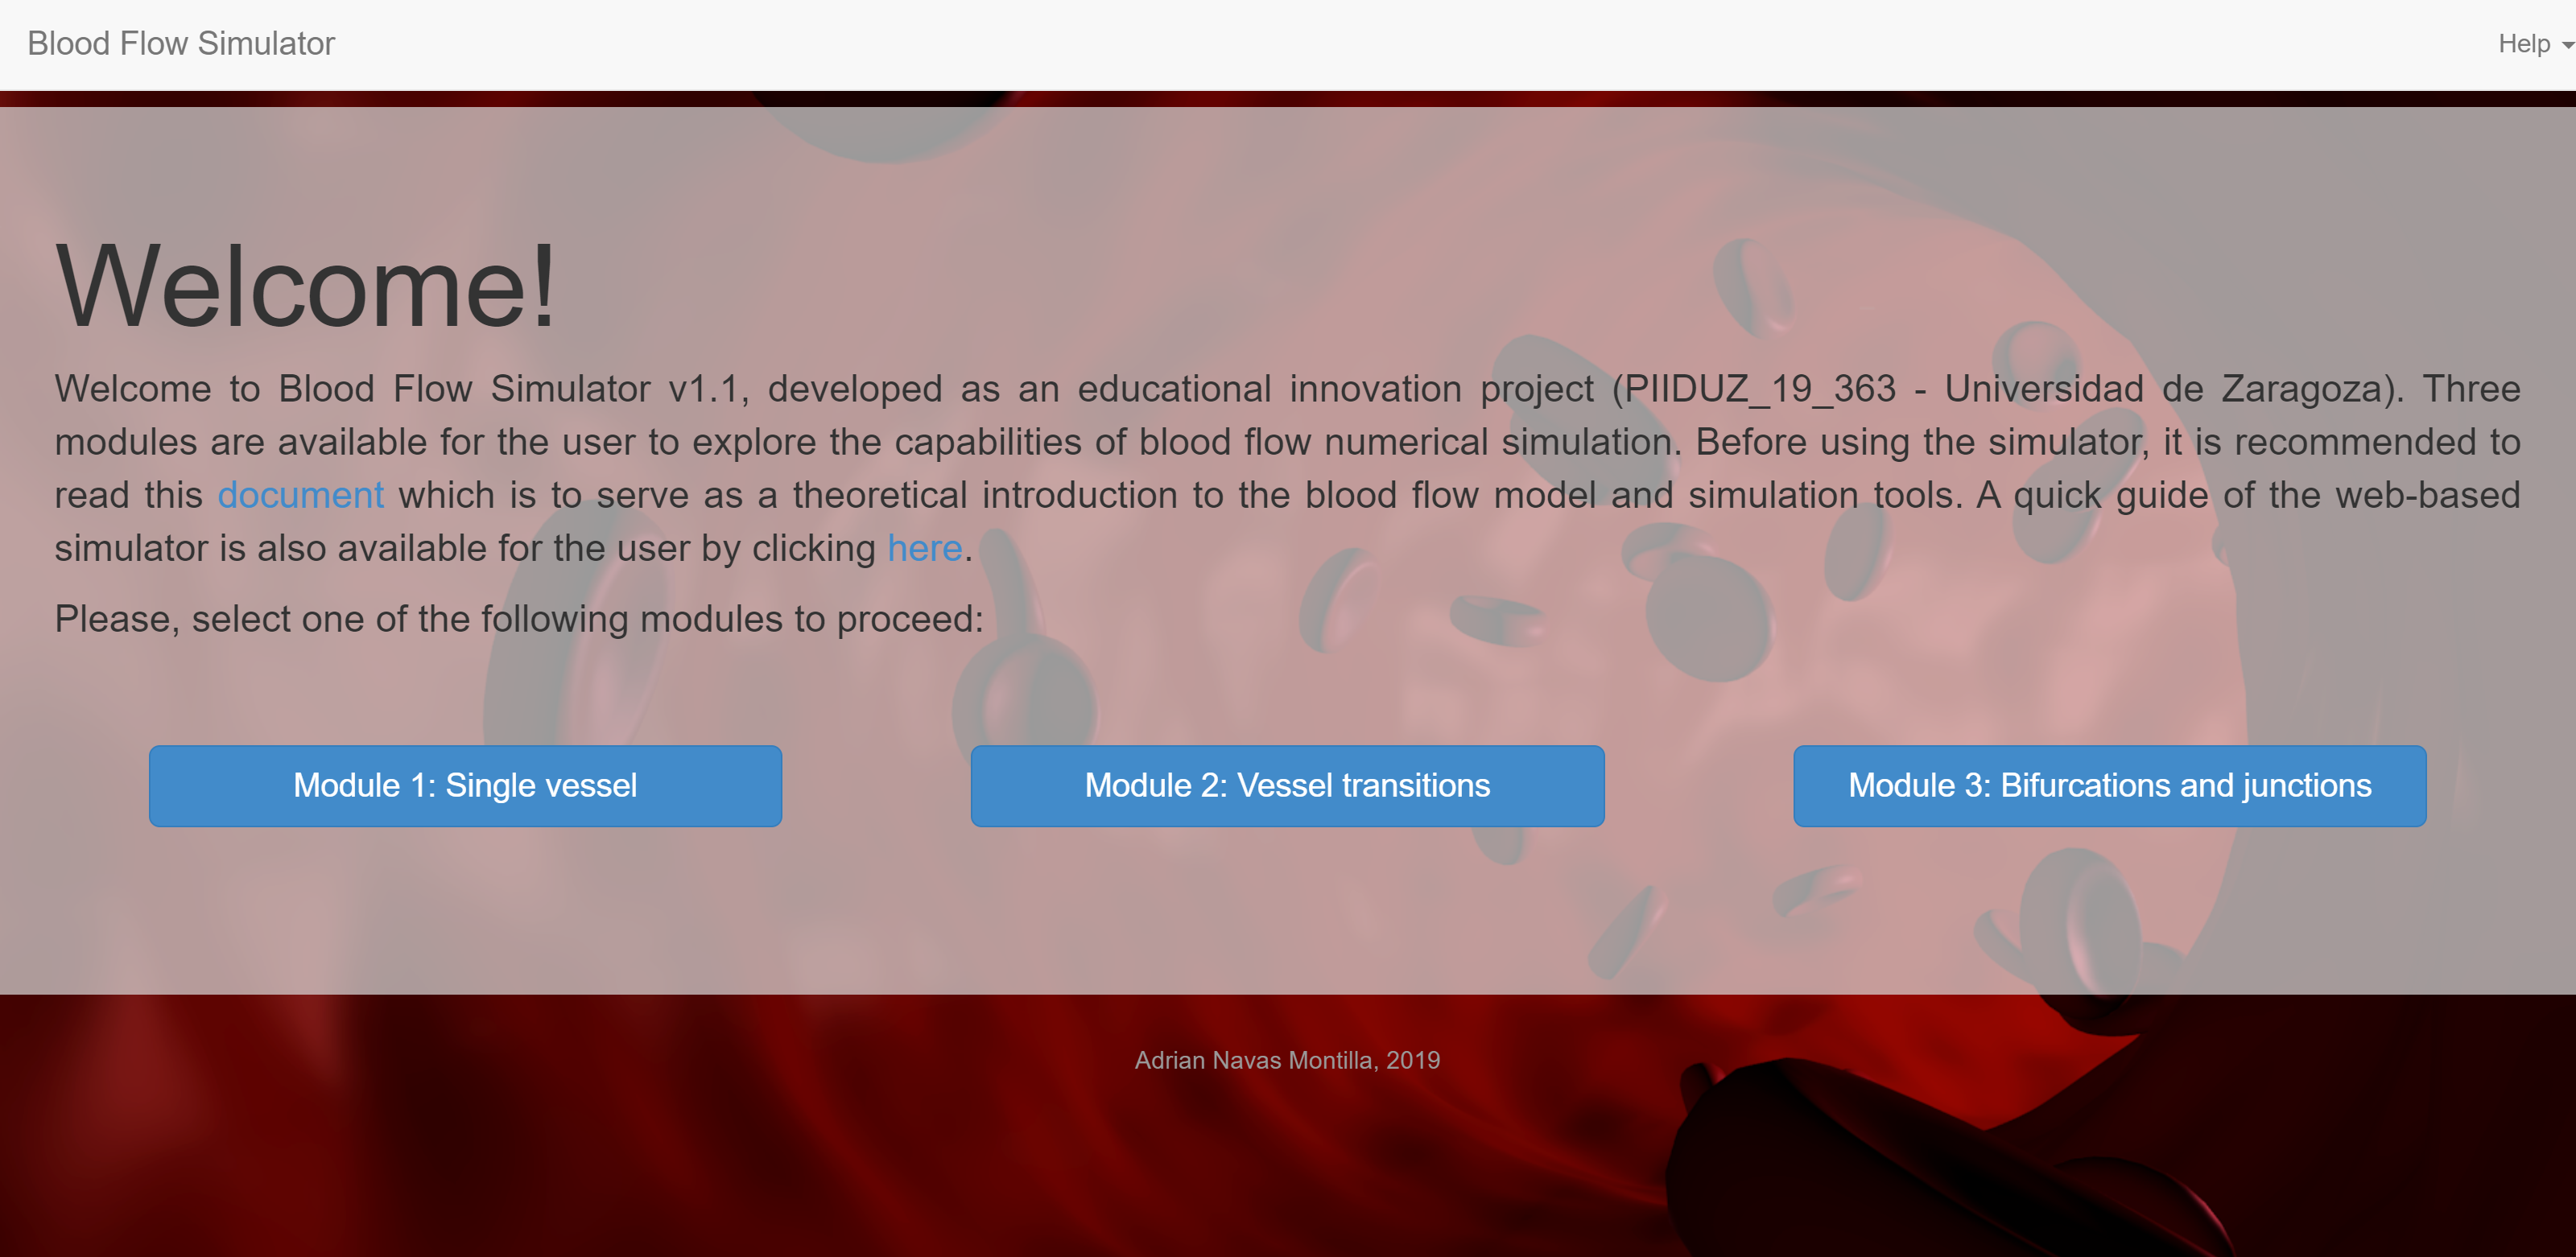 Blood Flow Simulator
Help
Welcome!
Welcome to Blood Flow Simulator v1.1, developed as an educational innovation project (PIIDUZ_19_363 - Universidad de Zaragoza). Three
modules are available for the user to explore the capabilities of blood flow numerical simulation. Before using the simulator, it is recommended to
read this document which is to serve as a theoretical introduction to the blood flow model and simulation tools. A quick guide of the web-based
simulator is also available for the user by clicking here.
Please, select one of the following modules to proceed:
Module 1: Single vessel
Module 2: Vessel transitions
Module 3: Bifurcations and junctions
Adrian Navas Montilla, 2019